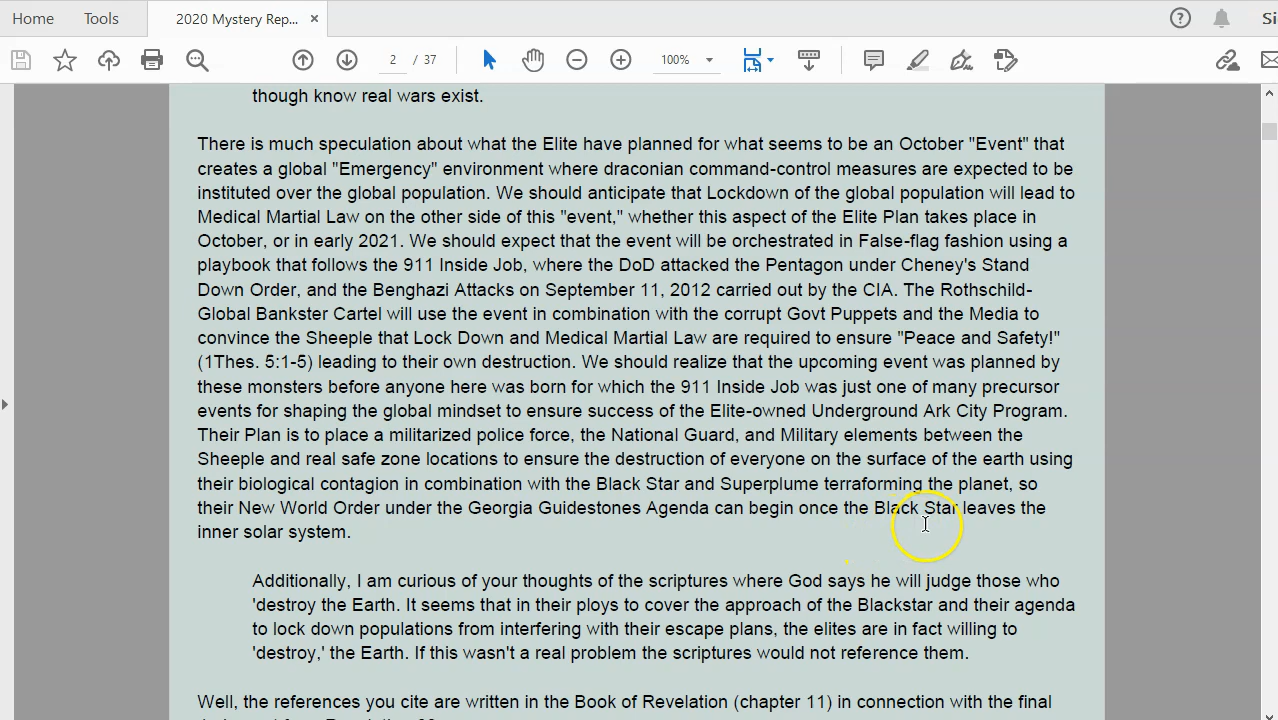 Home
Tools
2020 Mystery Rep...
×
Si
2 / 37
100%
though know real wars exist.
There is much speculation about what the Elite have planned for what seems to be an October "Event" that
creates a global "Emergency" environment where draconian command-control measures are expected to be
instituted over the global population. We should anticipate that Lockdown of the global population will lead to
Medical Martial Law on the other side of this "event," whether this aspect of the Elite Plan takes place in
October, or in early 2021. We should expect that the event will be orchestrated in False-flag fashion using a
playbook that follows the 911 Inside Job, where the DoD attacked the Pentagon under Cheney's Stand
Down Order, and the Benghazi Attacks on September 11, 2012 carried out by the CIA. The Rothschild-
Global Bankster Cartel will use the event in combination with the corrupt Govt Puppets and the Media to
convince the Sheeple that Lock Down and Medical Martial Law are required to ensure "Peace and Safety!"
(1Thes. 5:1-5) leading to their own destruction. We should realize that the upcoming event was planned by
these monsters before anyone here was born for which the 911 Inside Job was just one of many precursor
events for shaping the global mindset to ensure success of the Elite-owned Underground Ark City Program.
Their Plan is to place a militarized police force, the National Guard, and Military elements between the
Sheeple and real safe zone locations to ensure the destruction of everyone on the surface of the earth using
their biological contagion in combination with the Black Star and Superplume terraforming the planet, so
their New World Order under the Georgia Guidestones Agenda can begin once the Black Star leaves the
inner solar system.
Additionally, I am curious of your thoughts of the scriptures where God says he will judge those who
'destroy the Earth. It seems that in their ploys to cover the approach of the Blackstar and their agenda
to lock down populations from interfering with their escape plans, the elites are in fact willing to
'destroy,' the Earth. If this wasn't a real problem the scriptures would not reference them.
Well, the references you cite are written in the Book of Revelation (chapter 11) in connection with the final